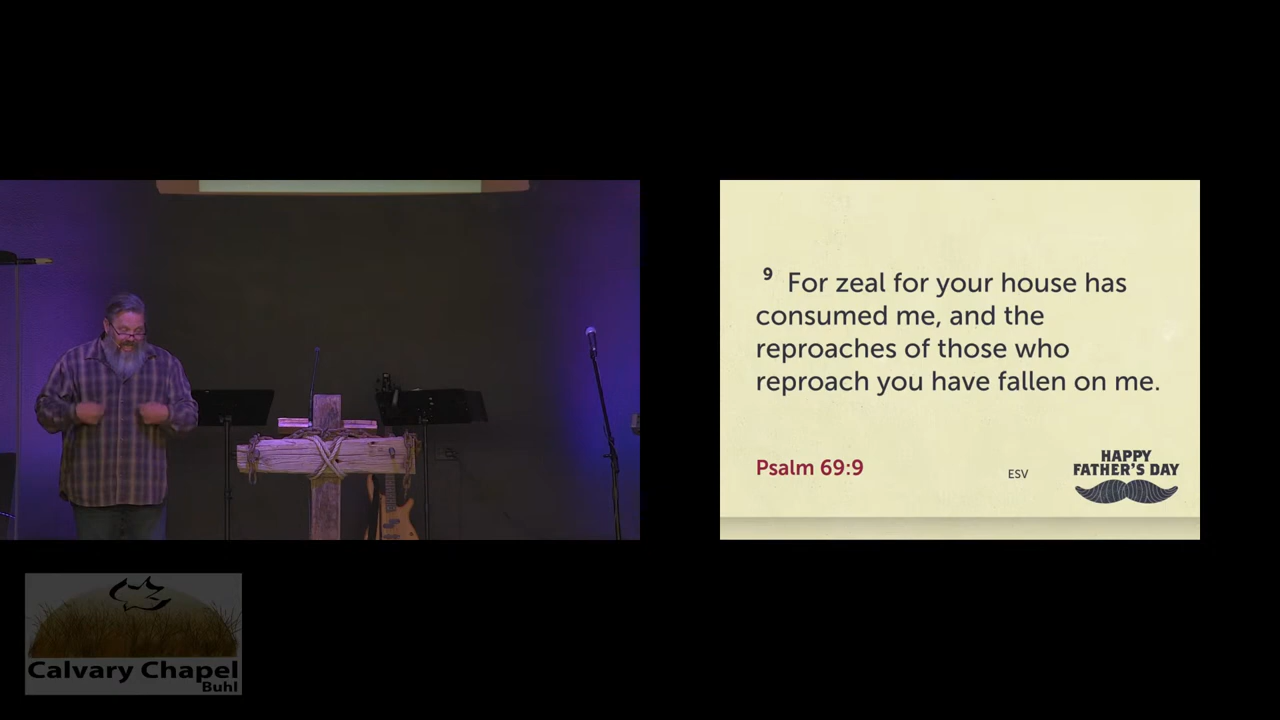 9 For zeal for your house has
consumed me, and the
reproaches of those who
reproach you have fallen on me.
Psalm 69:9
ESV
HAPPY
FATHER'S DAY
Calvary Chapel
Buhl